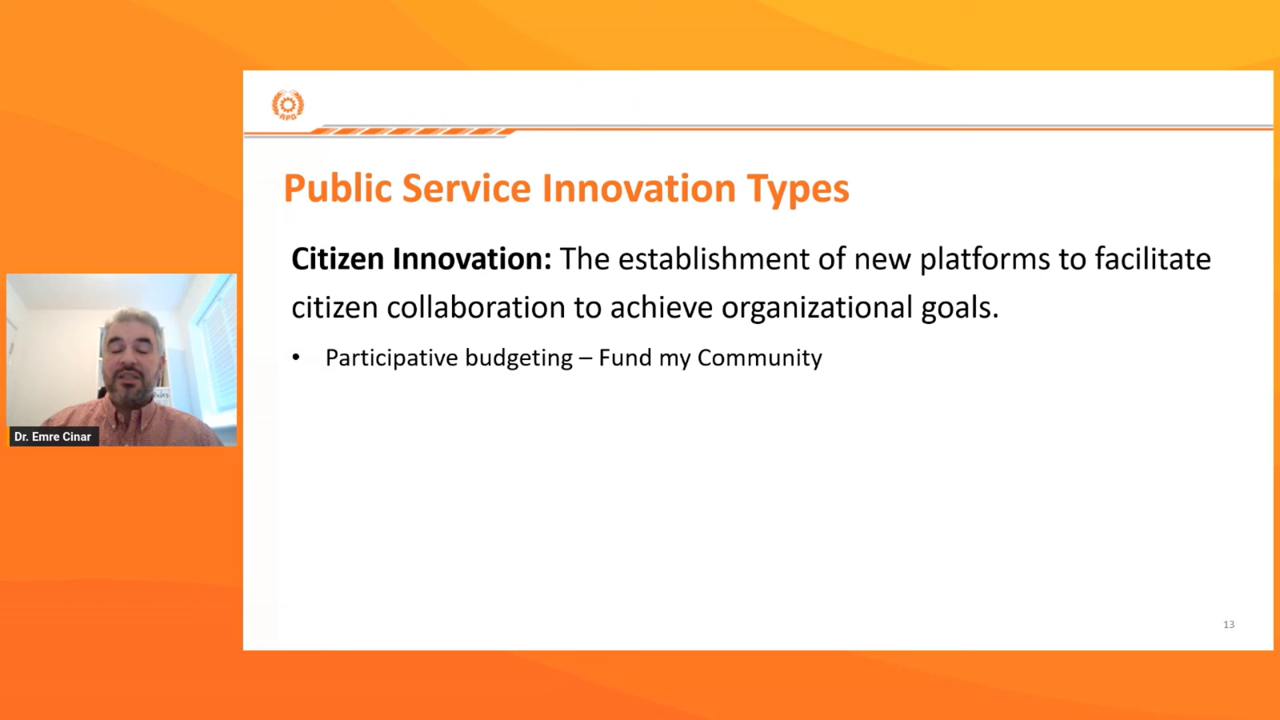 APO
Public Service Innovation Types
Citizen Innovation: The establishment of new platforms to facilitate
citizen collaboration to achieve organizational goals.
• Participative budgeting – Fund my Community
Dr. Emre Cinar
13